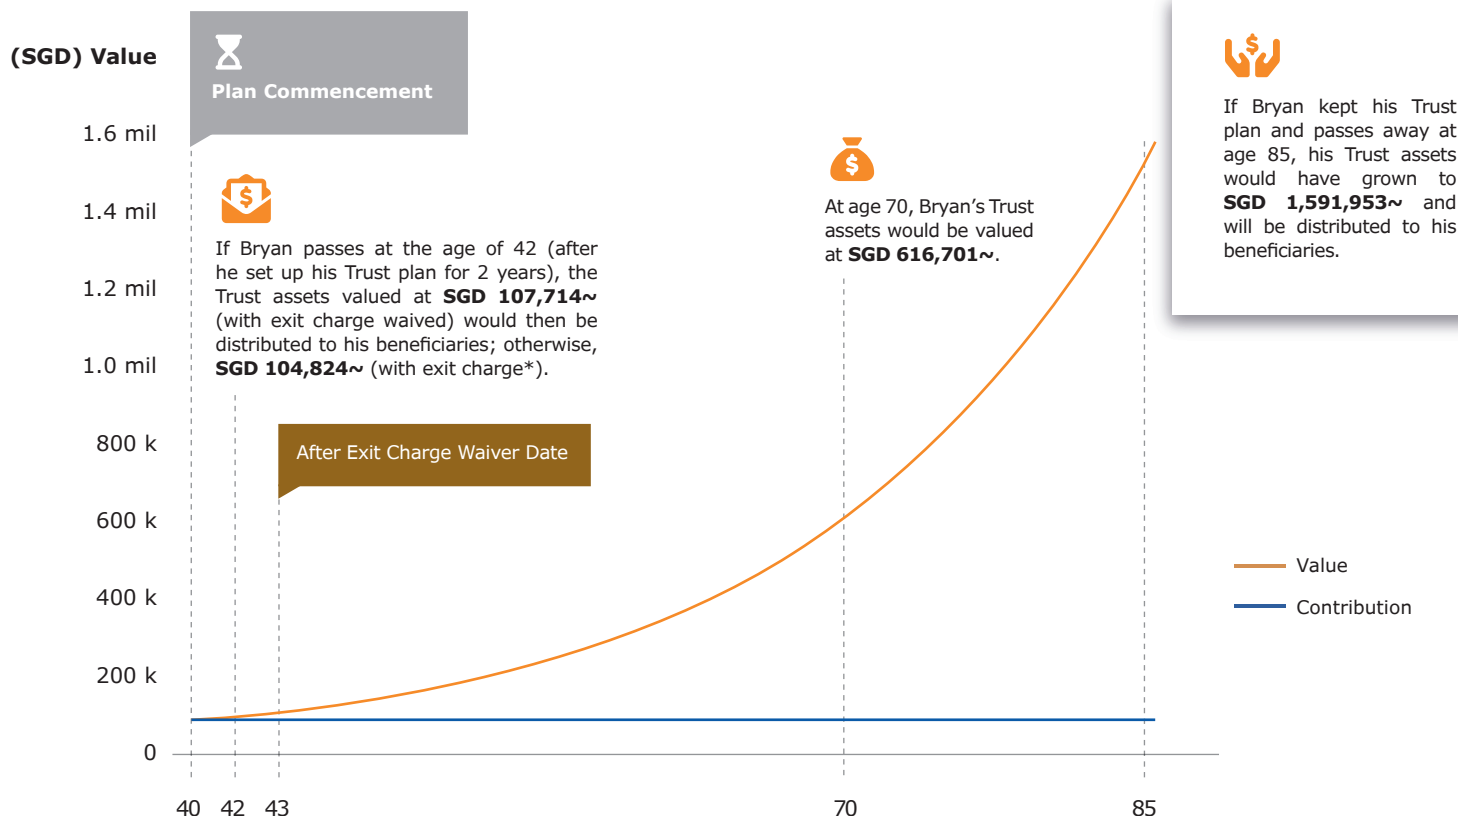 (SGD) Value
Plan Commencement
1.6 mil
1.4 mil
1.2 mil
1.0 mil
800 k
600 k
400 k
200 k
0
If Bryan passes at the age of 42 (after
he set up his Trust plan for 2 years), the
Trust assets valued at SGD 107,714~
(with exit charge waived) would then be
distributed to his beneficiaries; otherwise,
SGD 104,824~ (with exit charge*).
After Exit Charge Waiver Date
At age 70, Bryan’s Trust
assets would be valued
at SGD 616,701~.
If Bryan kept his Trust
plan and passes away at
age 85, his Trust assets
would have grown to
SGD 1,591,953~ and
will be distributed to his
beneficiaries.
Value
Contribution
40 42 43 70 85